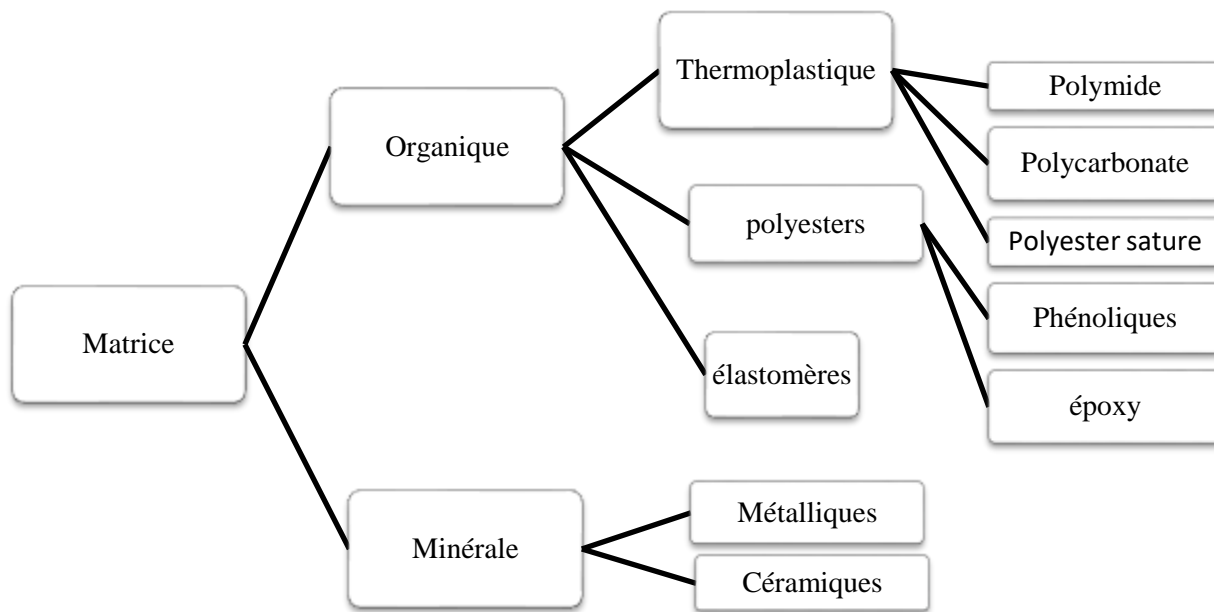 Thermoplastique
Polymide
Organique
Polycarbonate
polyesters
Polyester sature
Matrice
Phénoliques
élastomères
époxy
Métalliques
Minérale
Céramiques